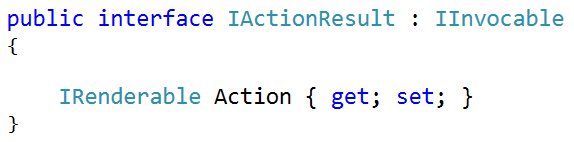 public interface IActionResult : IInvocable
{
    IRenderable Action { get; set; }
}